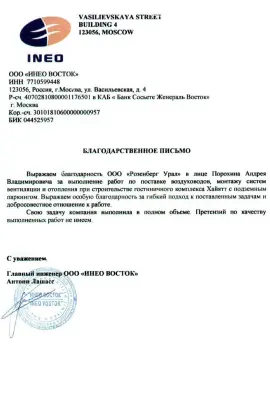 VASILIEVSKAYA STREET
BUILDING 4
123056, MOSCOW
INEO
ООО «ИНЕО ВОСТОК»
ИНН 7710599448
123056, Россия, г.Москва, ул. Васильевская, д. 4
Р-сч. 40702810800001176501 в КАБ « Банк Сосьете Женераль Восток»
г. Москва
Кор.-сч. 30101810600000000957
БИК 044525957
БЛАГОДАРСТВЕННОЕ ПИСЬМО
Выражаем благодарность ООО «Розенберг Урал» в лице Порохина Андрея
Владимировича за выполнение работ по поставке воздуховодов, монтажу систем
вентиляции и отопления при строительстве гостиничного комплекса Хайятт с подземным
паркингом. Выражаем особую благодарность за гибкий подход к поставленным задачам и
добросовестное отношение к работе.
Свою задачу компания выполнила в полном объеме. Претензий по качеству
выполненных работ не имеем.
С уважением,
Главный инженер ООО «ИНЕО ВОСТОК»
Антони Лашасс